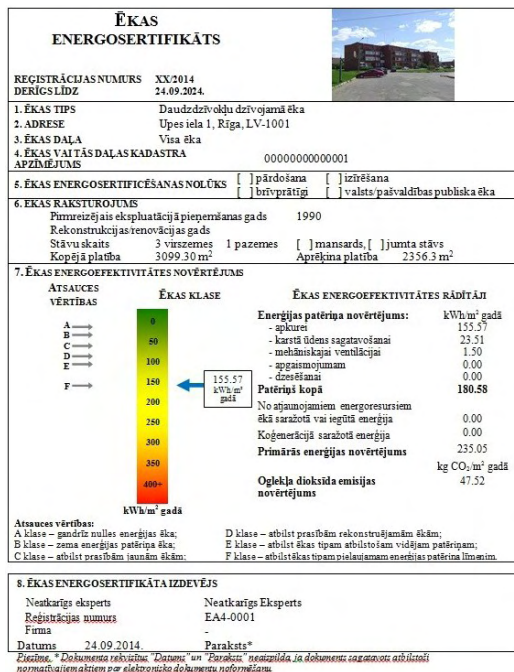 ĒKAS
ENERGOSERTIFIKĀTS
REĢISTRĀCIJAS NUMURS XX/2014
DERĪGS LĪDZ 24.09.2024.
1. ĒKAS TIPS Daudzdzīvokļu dzīvojamā ēka
2. ADRESE Upes iela 1, Rīga, LV-1001
3. ĒKAS DAĻA Visa ēka
4. ĒKAS VAI TĀS DAĻAS KADASTRA
APZĪMĒJUMS 00000000000001
5. ĒKAS ENERGOSERTIFICĒŠANAS NOLŪKS [ ] pārdošana [ ] izīrēšana
[ ] brīvprātīgi [ ] valsts/pašvaldības publiska ēka
6. ĒKAS RAKSTUROJUMS
Pirmreizējais ekspluatācijā pieņemšanas gads 1990
Rekonstrukcijas/renovācijas gads
Stāvu skaits 3 virszemes 1 pazemes [ ] mansards, [ ] jumta stāvs
Kopējā platība 3099.30 m² Aprēķina platība 2356.3 m²
7. ĒKAS ENERGOEFEKTIVITĀTES NOVĒRTĒJUMS
ATSAUCES
VĒRTĪBAS
ĒKAS KLASE
A
B
C
D
E
F
0
50
100
150
200
250
300
350
400+
kWh/m² gadā
155.57
kWh/m²
gadā
ĒKAS ENERGOEFEKTIVITĀTES RĀDĪTĀJI
Enerģijas patēriņa novērtējums: kWh/m² gadā
- apkurei 155.57
- karstā ūdens sagatavošanai 23.51
- mehāniskajai ventilācijai 1.50
- apgaismojumam 0.00
- dzesēšanai 0.00
Patēriņš kopā 180.58
No atjaunojamiem energoresursiem
ēkā saražotā vai iegūtā enerģija 0.00
Koģenerācijā saražotā enerģija 0.00
Primārās enerģijas novērtējums 235.05
kg CO₂/m² gadā
Oglekļa dioksīda emisijas 47.52
novērtējums
Atsauces vērtības:
A klase – gandrīz nulles enerģijas ēka; D klase – atbilst prasībām rekonstruējamām ēkām;
B klase – zema enerģijas patēriņa ēka; E klase – atbilst ēkas tipam atbilstošam vidējam patēriņam;
C klase – atbilst prasībām jaunām ēkām; F klase – atbilst ēkas tipam pieļaujamam enerģijas patēriņa līmenim.
8. ĒKAS ENERGOSERTIFIKĀTA IZDEVĒJS
Neatkarīgs eksperts Neatkarīgs Eksperts
Reģistrācijas numurs EA4-0001
Firma -
Datums 24.09.2014. Paraksts*
Piezīme. * Dokumenta rekvizītus "Datums" un "Paraksts" neaizpilda, ja dokuments sagatavots atbilstoši
normatīvajiem aktiem par elektronisko dokumentu noformēšanu.